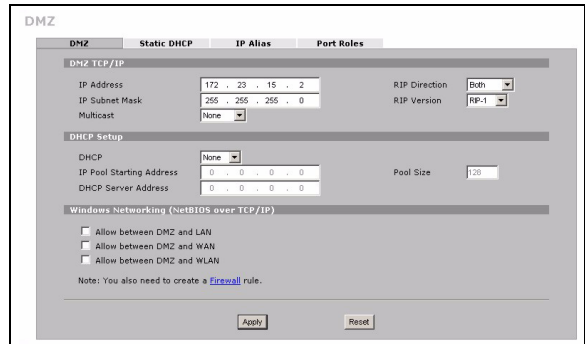 DMZ
DMZ Static DHCP IP Alias Port Roles
DMZ TCP/IP
IP Address 172 . 23 . 15 . 2 RIP Direction Both
IP Subnet Mask 255 . 255 . 255 . 0 RIP Version RIP-1
Multicast None
DHCP Setup
DHCP None
IP Pool Starting Address 0 . 0 . 0 . 0 Pool Size 128
DHCP Server Address 0 . 0 . 0 . 0
Windows Networking (NetBIOS over TCP/IP)
Allow between DMZ and LAN
Allow between DMZ and WAN
Allow between DMZ and WLAN
Note: You also need to create a Firewall rule.
Apply Reset